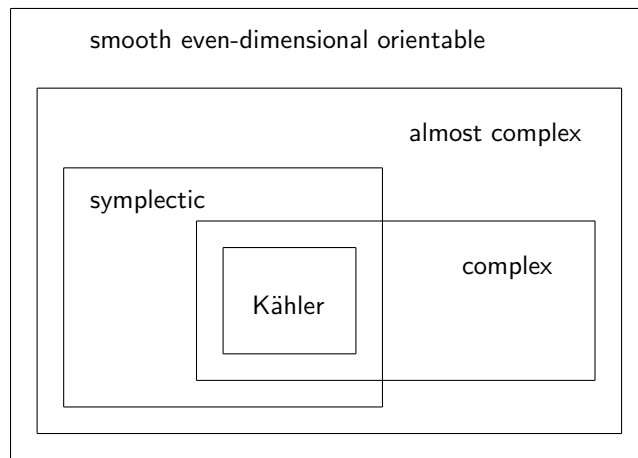 smooth even-dimensional orientable
almost complex
symplectic
complex
Kähler